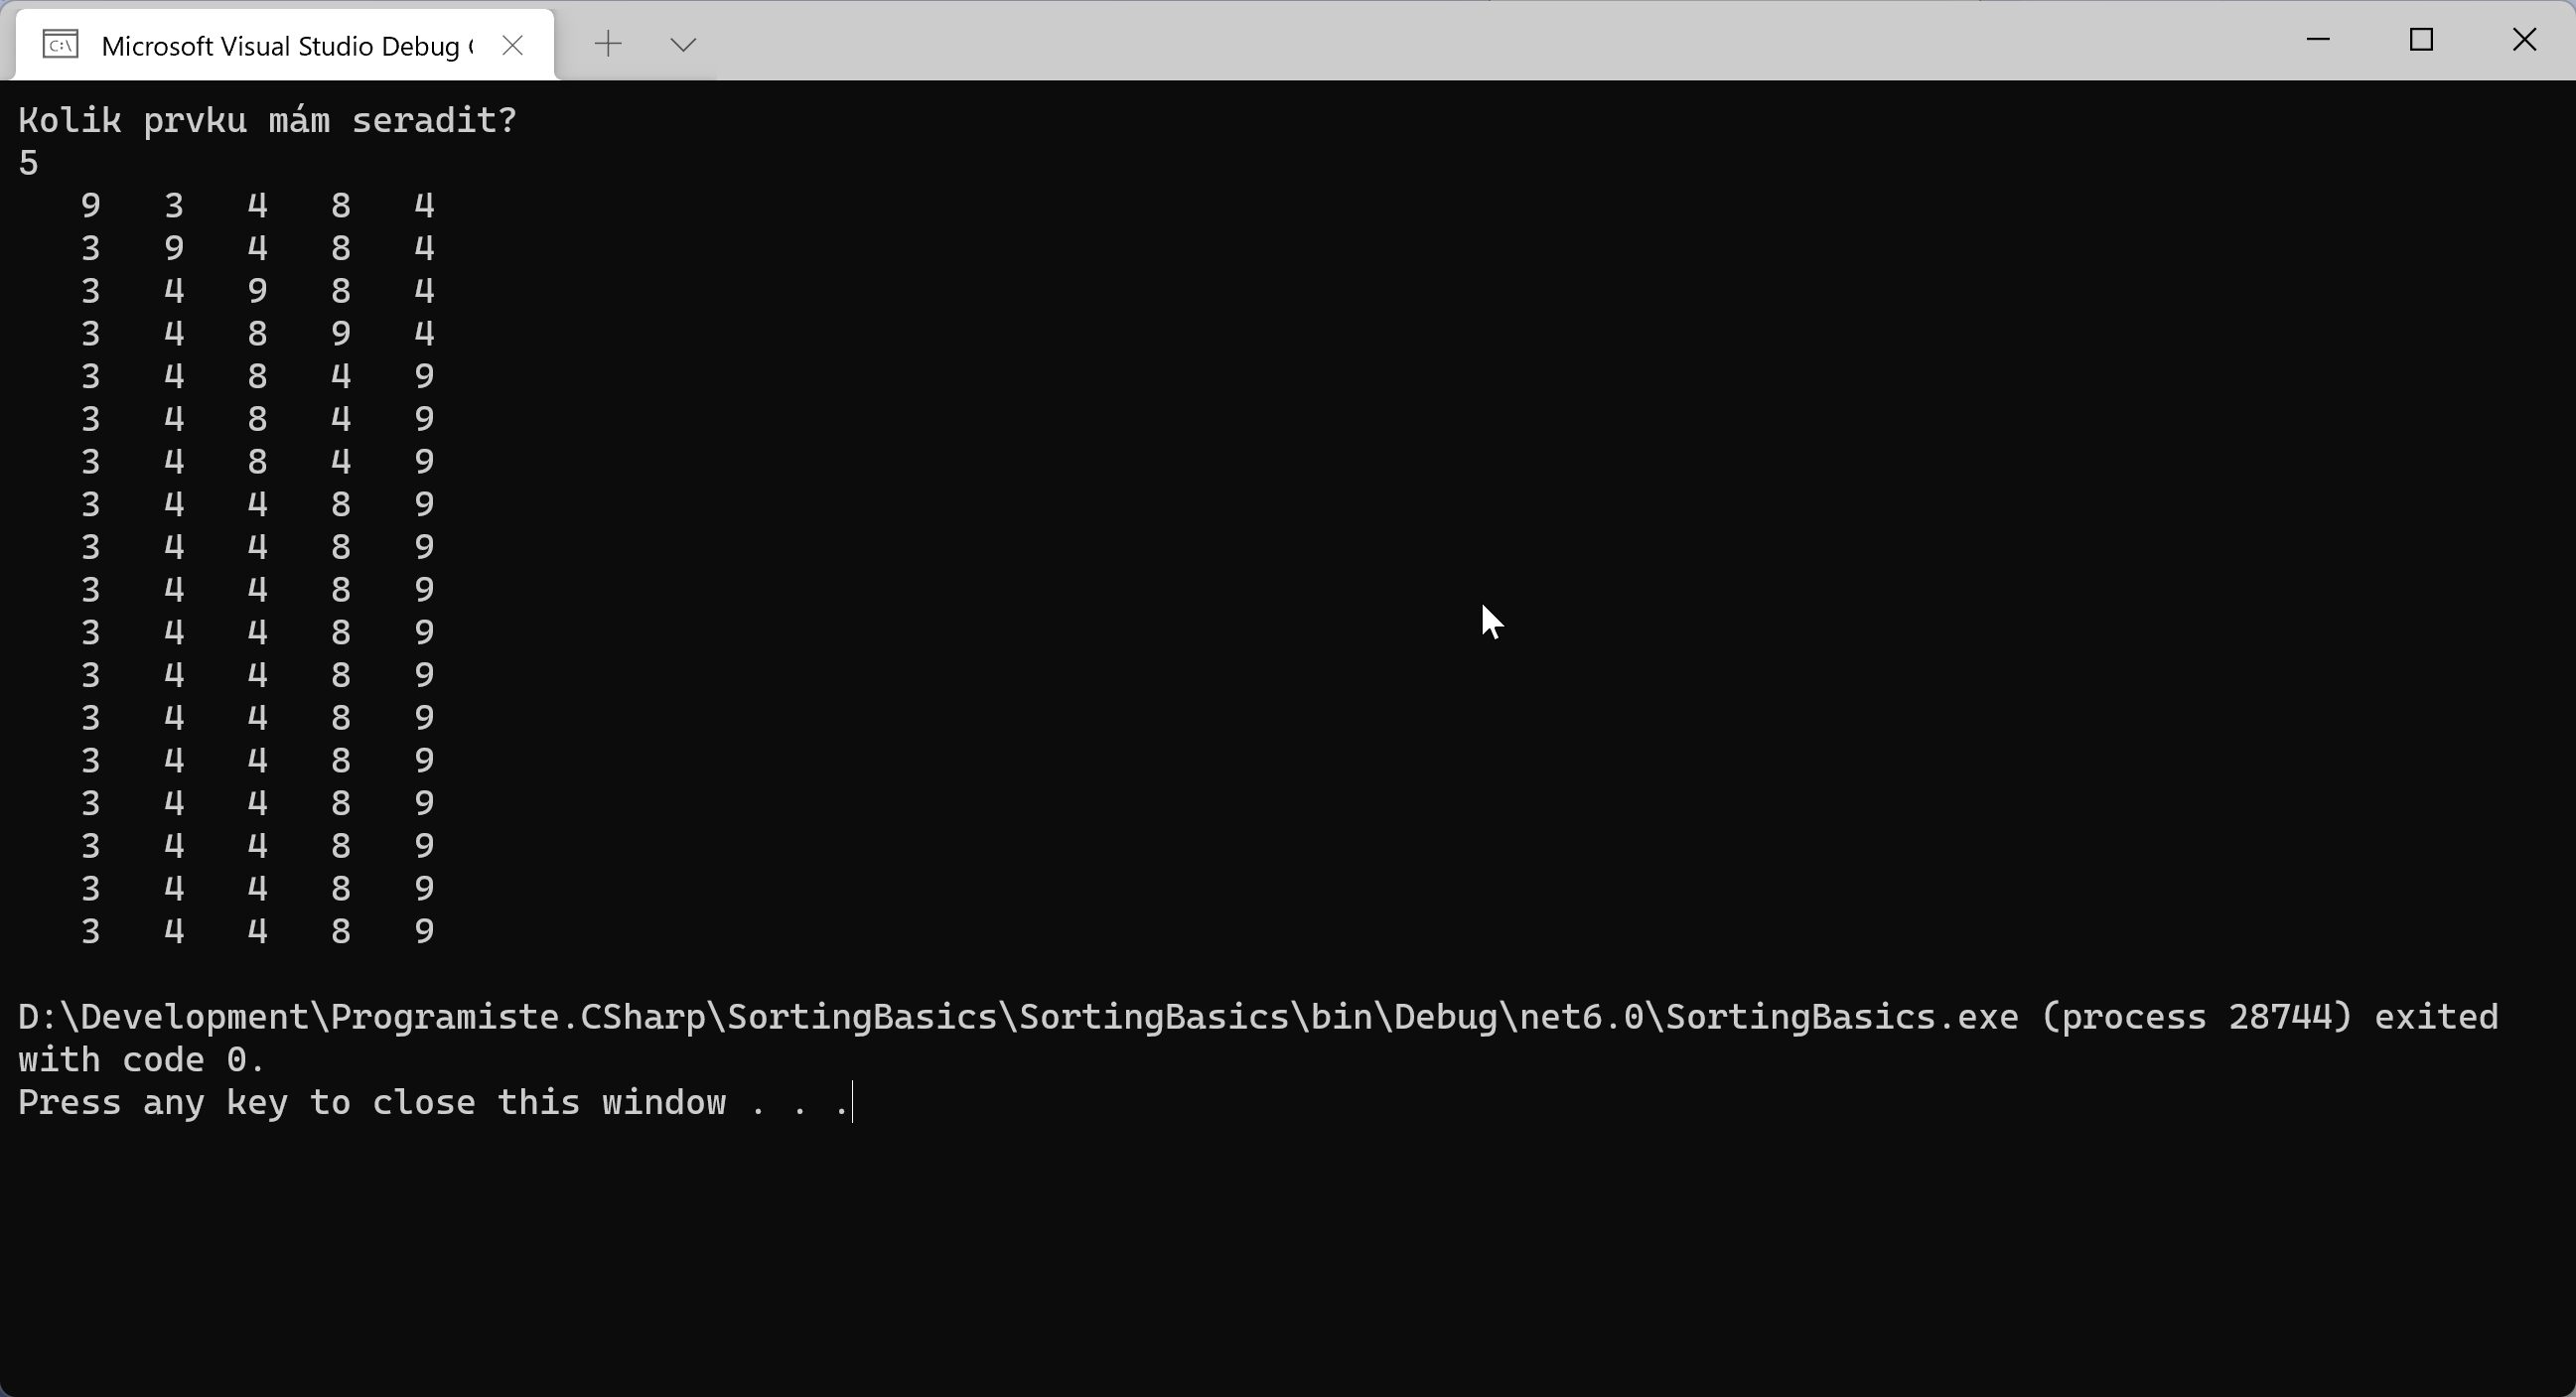 Microsoft Visual Studio Debug
Kolik prvku mám seradit?
5
9 3 4 8 4
3 9 4 8 4
3 4 9 8 4
3 4 8 9 4
3 4 8 4 9
3 4 8 4 9
3 4 8 4 9
3 4 4 8 9
3 4 4 8 9
3 4 4 8 9
3 4 4 8 9
3 4 4 8 9
3 4 4 8 9
3 4 4 8 9
3 4 4 8 9
3 4 4 8 9
3 4 4 8 9
3 4 4 8 9
D:\Development\Programiste.CSharp\SortingBasics\SortingBasics\bin\Debug\net6.0\SortingBasics.exe (process 28744) exited
with code 0.
Press any key to close this window . . .